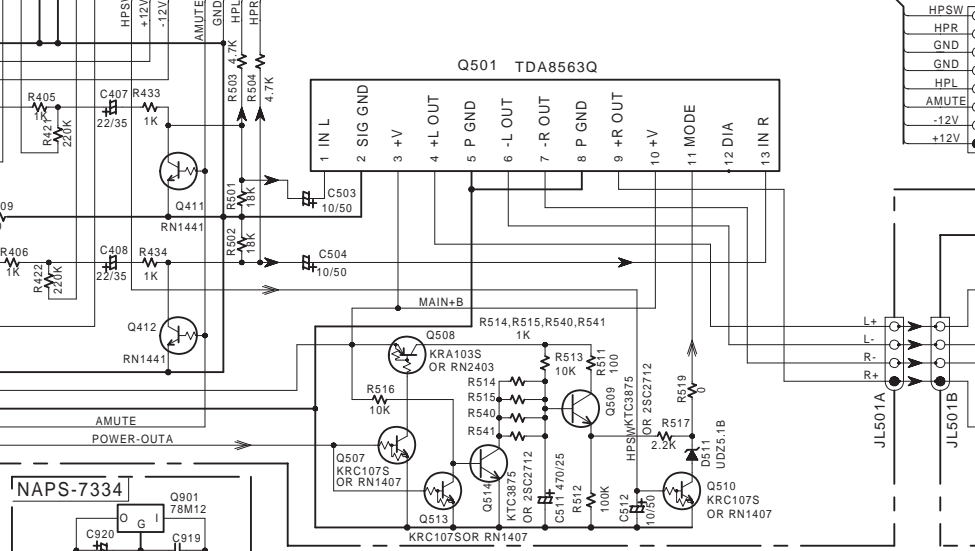 HPSW
+12V
-12V
AMUTE
GND
HPL
HPR
HPSW
HPR
GND
GND
HPL
AMUTE
-12V
+12V
Q501 TDA8563Q
4.7K
R503
R504
4.7K
1 IN L
2 SIG GND
3 +V
4 +L OUT
5 P GND
6 -L OUT
7 -R OUT
8 P GND
9 +R OUT
10 +V
11 MODE
12 DIA
13 IN R
R405
1K
R421
220K
C407
22/35
R433
1K
Q411
RN1441
R501
18K
R502
18K
C503
10/50
09
R406
1K
R422
220K
C408
22/35
R434
1K
C504
10/50
Q412
RN1441
MAIN+B
R514,R515,R540,R541
1K
Q508
KRA103S
OR RN2403
R516
10K
R514
R515
R540
R541
R513
10K
R511
100
Q509
KTC3875
OR 2SC2712
HPSW
R519
0
R517
2.2K
D511
UDZ5.1B
L+
L-
R-
R+
JL501A
JL501B
AMUTE
POWER-OUTA
Q507
KRC107S
OR RN1407
Q513
KRC107SOR RN1407
Q514
KTC3875
OR 2SC2712
C511 470/25
R512
100K
C512
10/50
Q510
KRC107S
OR RN1407
NAPS-7334
Q901
78M12
O
G
I
C920
C919